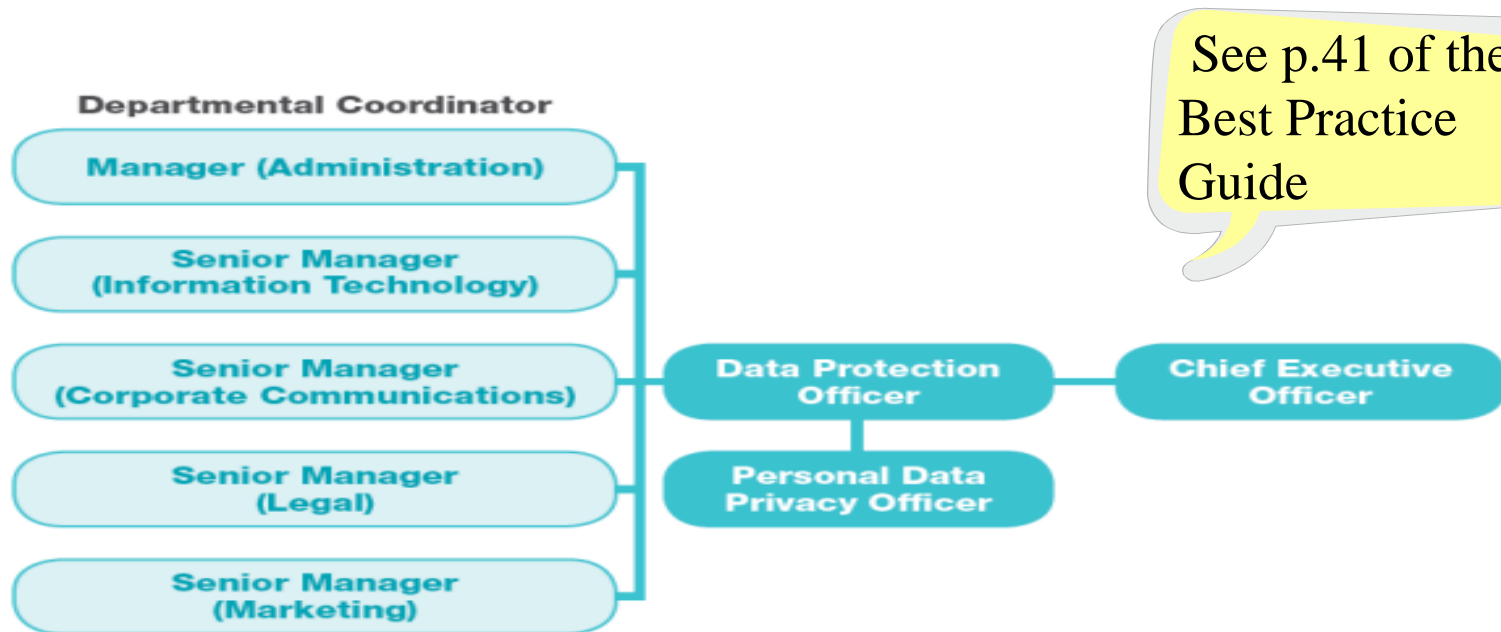 See p.41 of the
Best Practice
Guide
Departmental Coordinator
Manager (Administration)
Senior Manager
(Information Technology)
Senior Manager
(Corporate Communications)
Senior Manager
(Legal)
Senior Manager
(Marketing)
Data Protection
Officer
Personal Data
Privacy Officer
Chief Executive
Officer